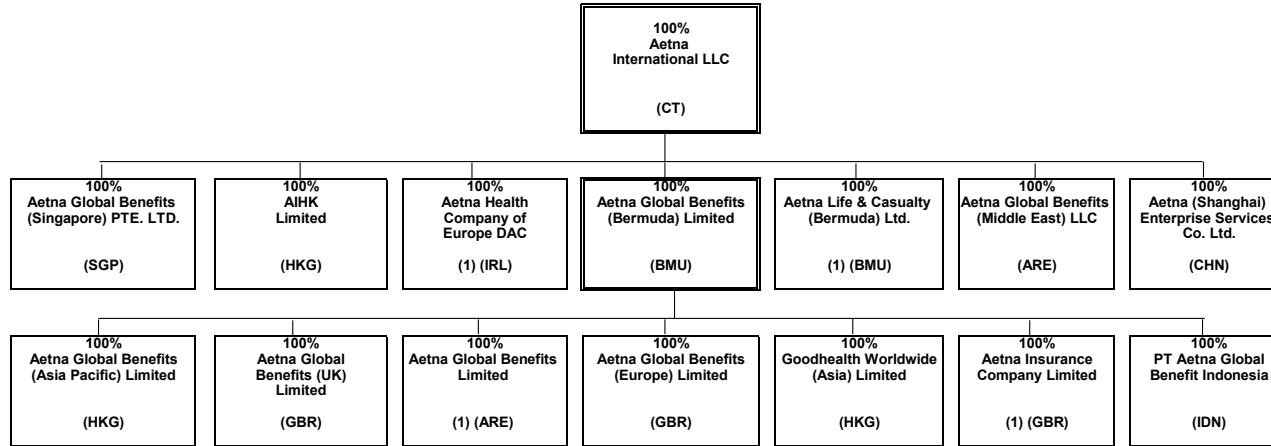 100%
Aetna
International LLC
(CT)
100%
Aetna Global Benefits
(Singapore) PTE. LTD.
(SGP)
100%
AIHK
Limited
(HKG)
100%
Aetna Health
Company of
Europe DAC
(1) (IRL)
100%
Aetna Global Benefits
(Bermuda) Limited
(BMU)
100%
Aetna Life & Casualty
(Bermuda) Ltd.
(1) (BMU)
100%
Aetna Global Benefits
(Middle East) LLC
(ARE)
100%
Aetna (Shanghai)
Enterprise Services
Co. Ltd.
(CHN)
100%
Aetna Global Benefits
(Asia Pacific) Limited
(HKG)
100%
Aetna Global
Benefits (UK)
Limited
(GBR)
100%
Aetna Global Benefits
Limited
(1) (ARE)
100%
Aetna Global Benefits
(Europe) Limited
(GBR)
100%
Goodhealth Worldwide
(Asia) Limited
(HKG)
100%
Aetna Insurance
Company Limited
(1) (GBR)
100%
PT Aetna Global
Benefit Indonesia
(IDN)